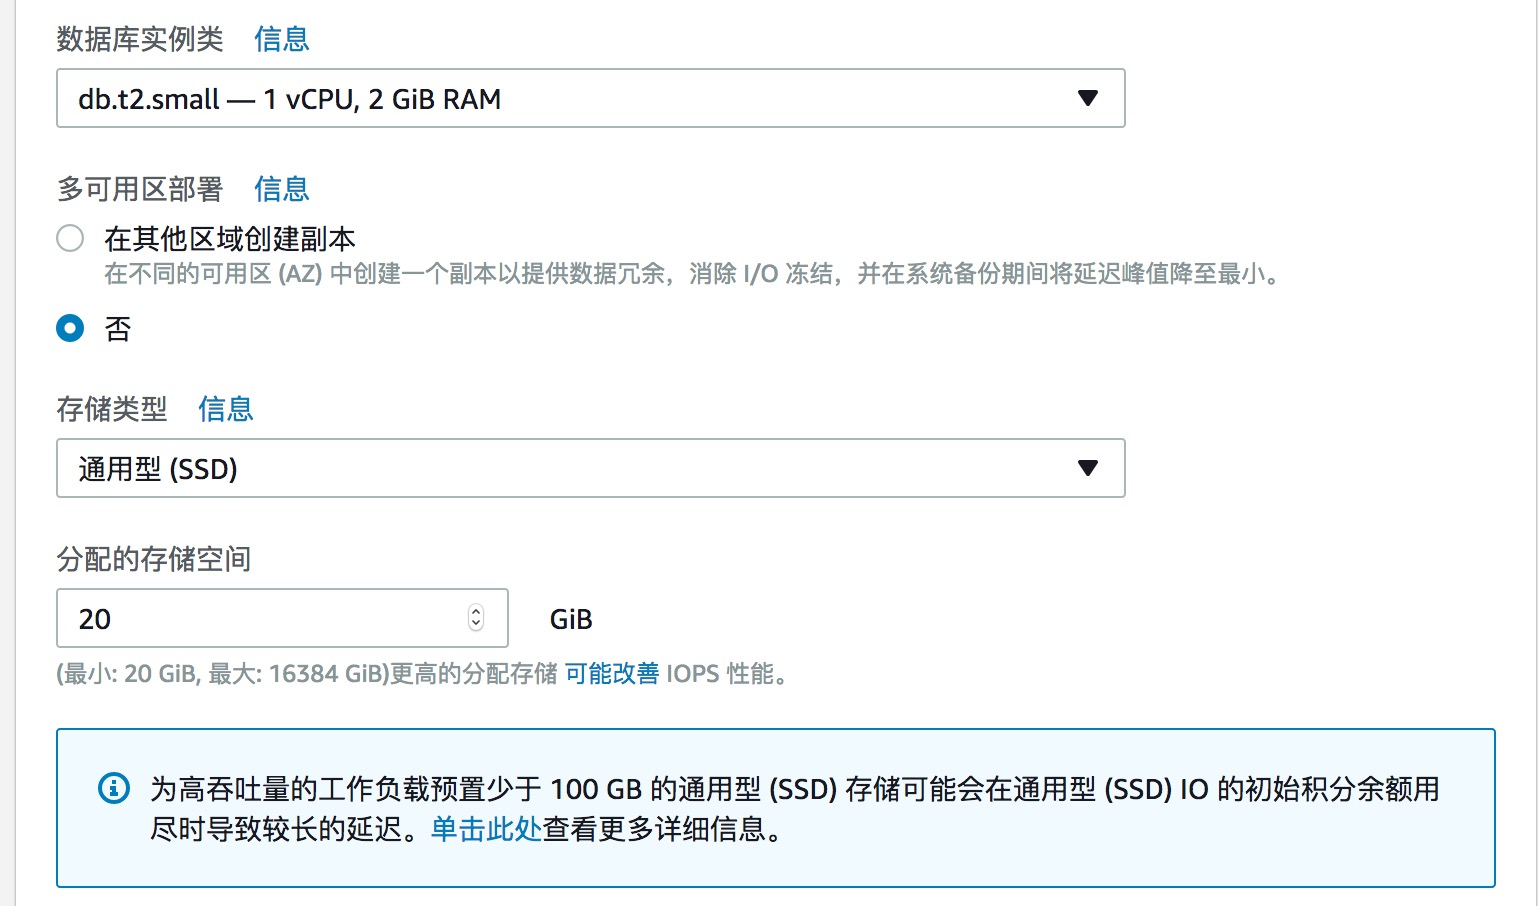 数据库实例类 信息
db.t2.small — 1 vCPU, 2 GiB RAM
多可用区部署 信息
在其他区域创建副本
在不同的可用区 (AZ) 中创建一个副本以提供数据冗余，消除 I/O 冻结，并在系统备份期间将延迟峰值降至最小。
否
存储类型 信息
通用型 (SSD)
分配的存储空间
20 GiB
(最小: 20 GiB, 最大: 16384 GiB)更高的分配存储 可能改善 IOPS 性能。
为高吞吐量的工作负载预置少于 100 GB 的通用型 (SSD) 存储可能会在通用型 (SSD) IO 的初始积分余额用
尽时导致较长的延迟。单击此处查看更多详细信息。